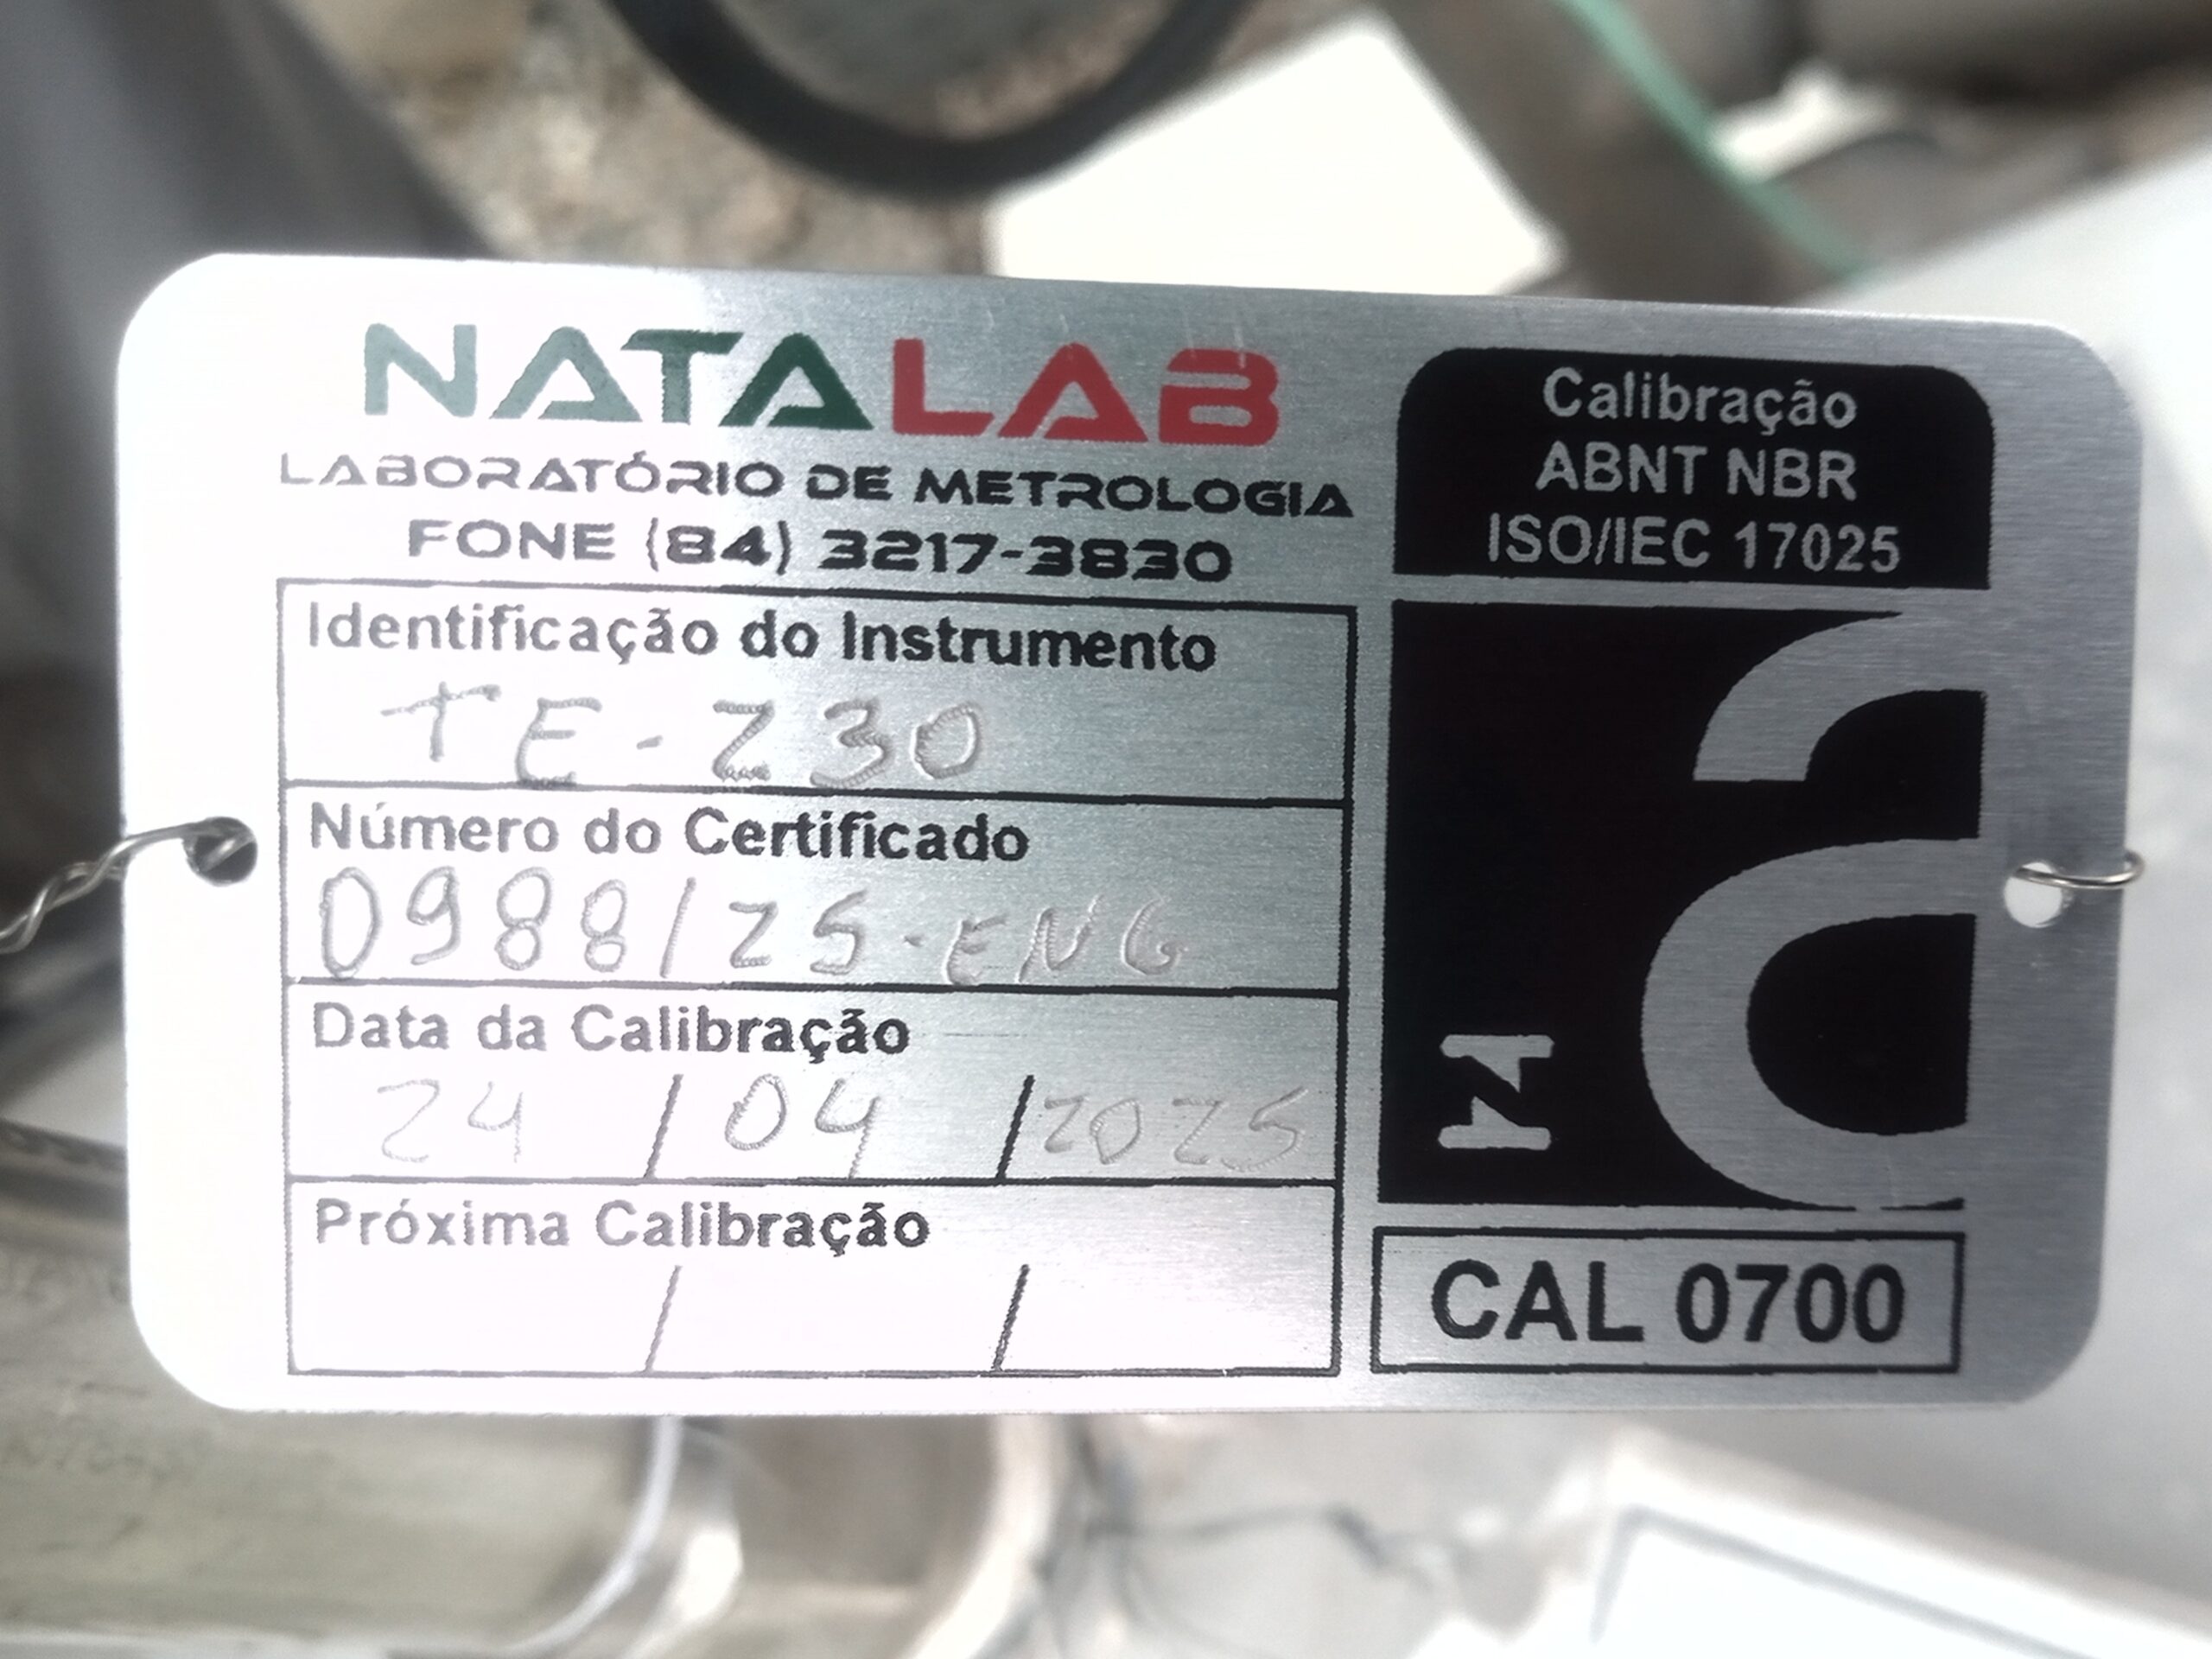 NATALAB
LABORATÓRIO DE METROLOGIA
FONE (84) 3217-3830
Identificação do Instrumento
TE-230
Número do Certificado
0988/25-ENG
Data da Calibração
24/04/2025
Próxima Calibração
/ /
Calibração
ABNT NBR
ISO/IEC 17025
CAL 0700